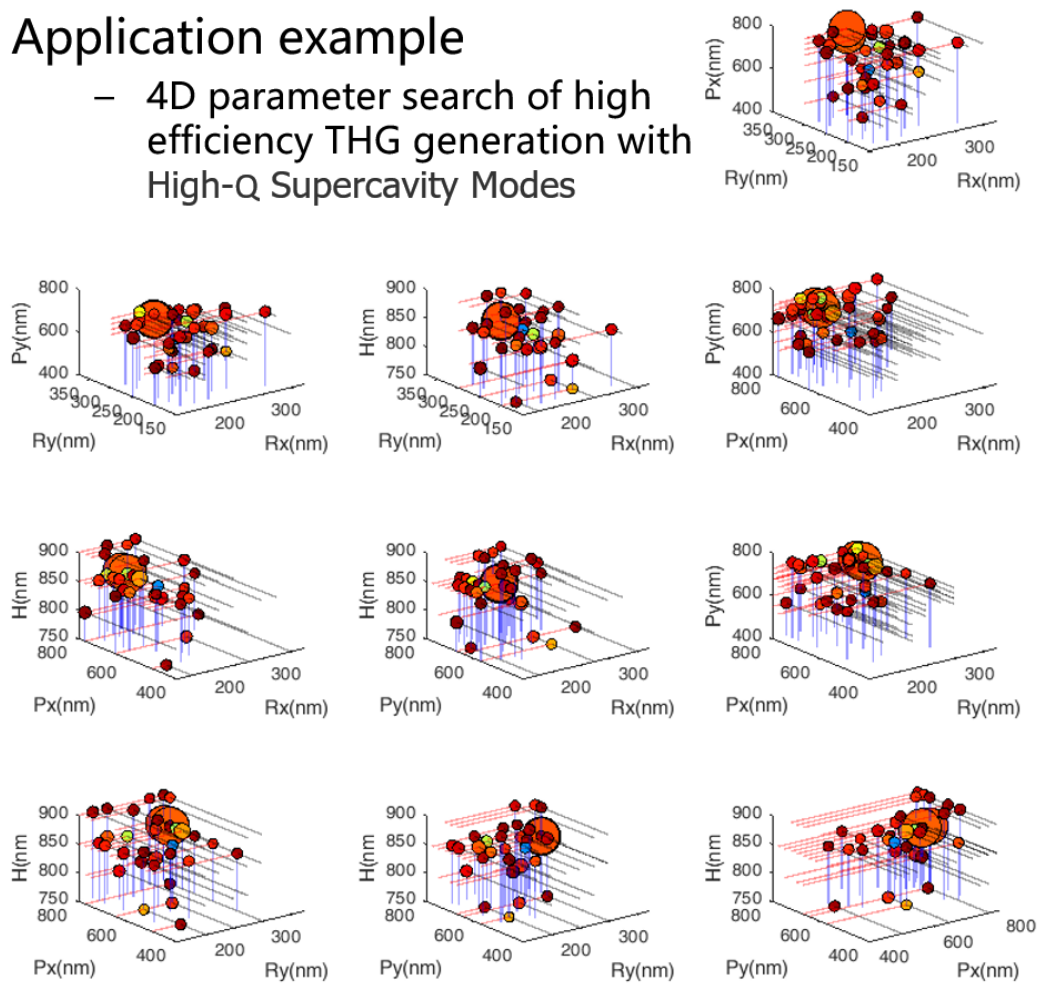 Application example
– 4D parameter search of high
efficiency THG generation with
High-Q Supercavity Modes
800
600
400
Px(nm)
350
300
250
200
150
Ry(nm)
200
300
Rx(nm)
800
600
400
Py(nm)
350
300
250
200
150
Ry(nm)
200
300
Rx(nm)
900
850
800
750
H(nm
350
300
250
200
150
Ry(nm)
200
300
Rx(nm)
800
600
400
Py(nm)
800
600
400
Px(nm)
200
300
Rx(nm)
900
850
800
750
H(nm
800
600
400
Px(nm)
200
300
Rx(nm)
900
850
800
750
H(nm
800
600
400
Py(nm)
200
300
Rx(nm)
800
600
400
Py(nm)
800
600
400
Px(nm)
200
300
Ry(nm)
900
850
800
750
H(nm
800
600
400
Px(nm)
200
300
Ry(nm)
900
850
800
750
H(nm
800
600
400
Py(nm)
200
300
Ry(nm)
900
850
800
750
H(nm
800
600
400
Py(nm)
400
600
800
Px(nm)